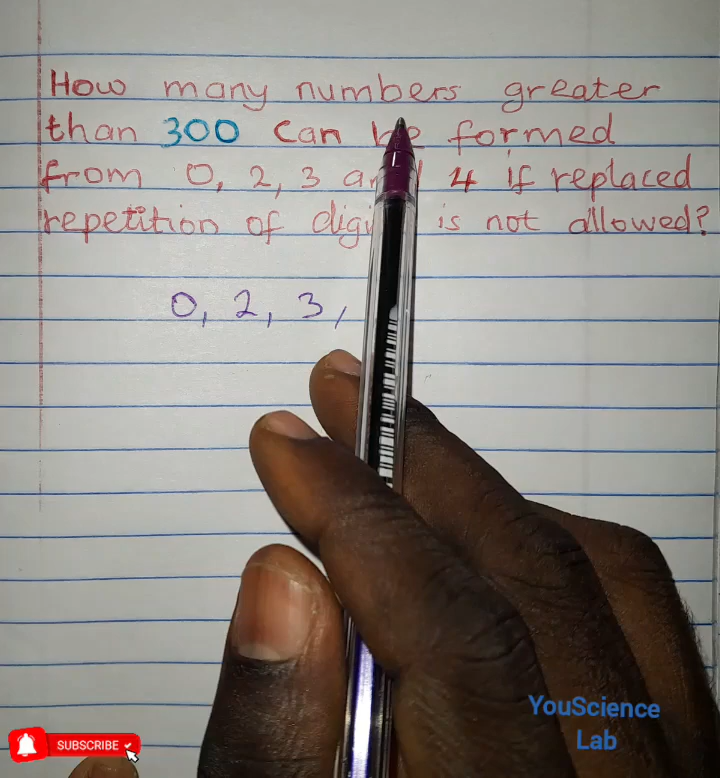 How many numbers greater
than 300 can be formed
from 0, 2, 3 4 if replaced
repetition of is not allowed?
0, 2, 3,
YouScience
Lab
SUBSCRIBE